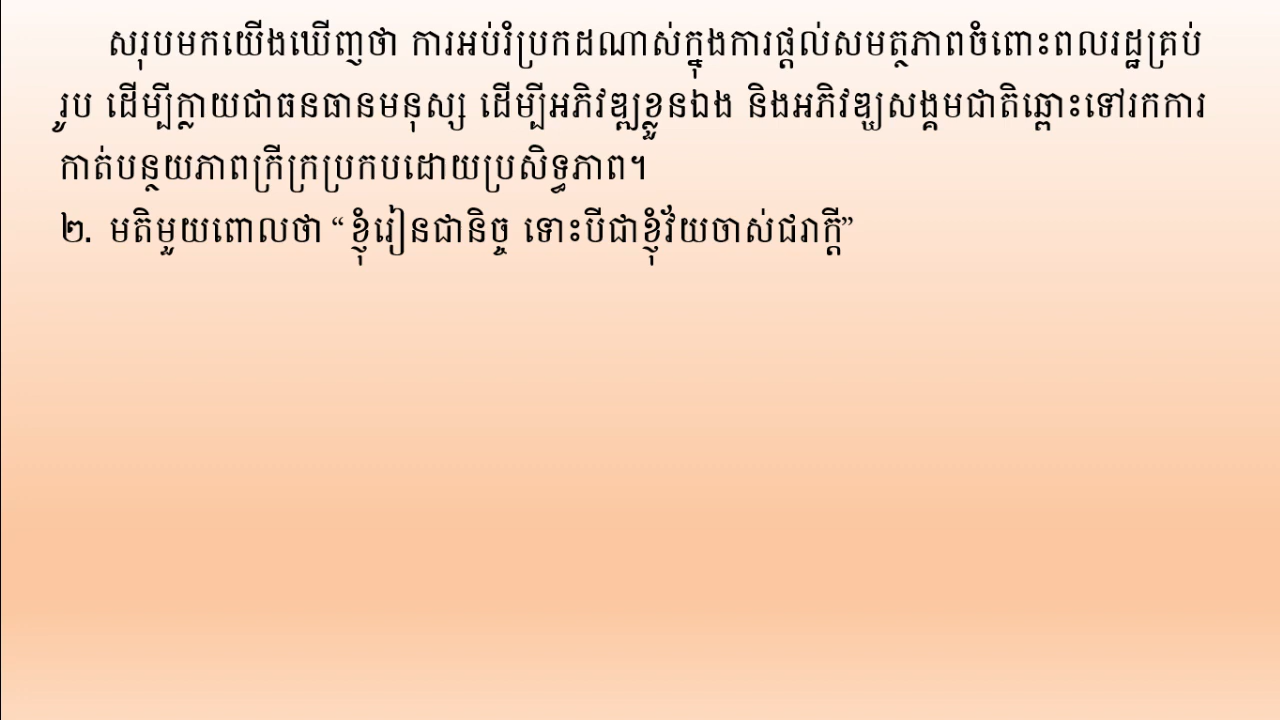 សរុបមកយើងឃើញថា ការអប់រំប្រកដណាស់ក្នុងការផ្តល់សមត្ថភាពចំពោះពលរដ្ឋគ្រប់
រូប ដើម្បីក្លាយជាធនធានមនុស្ស ដើម្បីអភិវឌ្ឍខ្លួនឯង និងអភិវឌ្ឃសង្គមជាតិឆ្ពោះទៅរកការ
កាត់បន្ថយភាពក្រីក្រប្រកបដោយប្រសិទ្ធភាព។
២. មតិមួយពោលថា “ ខ្ញុំរៀនជានិច្ច ទោះបីជាខ្ញុំវ័យចាស់ជរាក្តី”